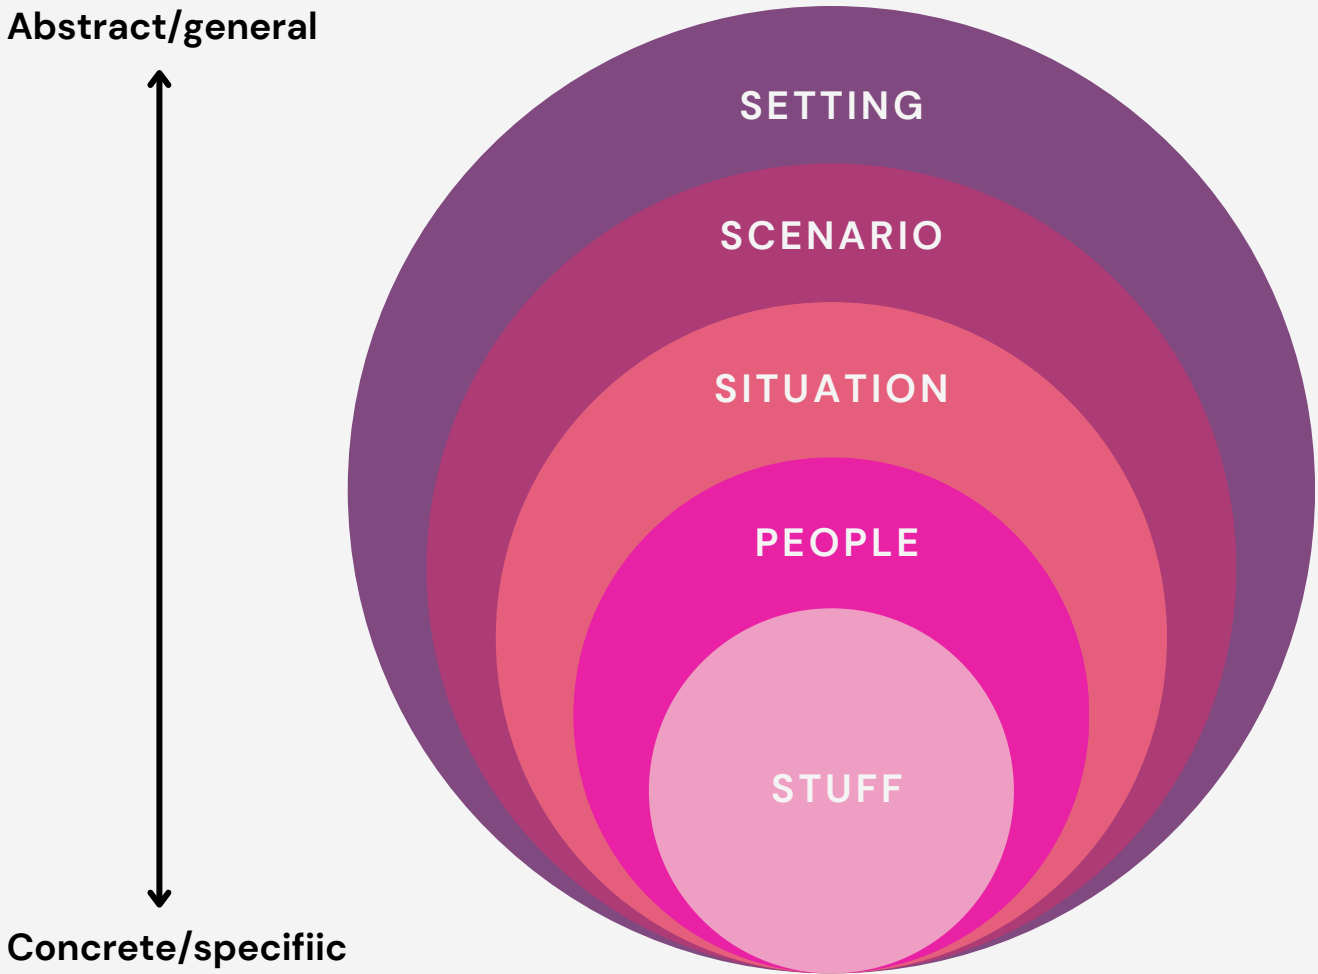 Abstract/general
SETTING
SCENARIO
SITUATION
PEOPLE
STUFF
Concrete/specifiic